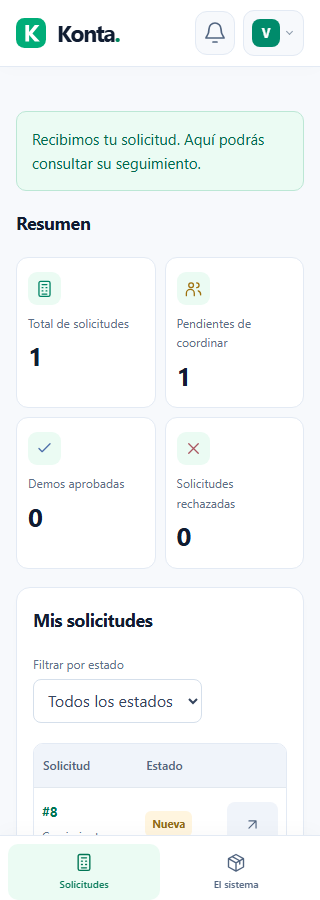 K Konta.
V
Recibimos tu solicitud. Aquí podrás
consultar su seguimiento.
Resumen
Total de solicitudes
1
Pendientes de
coordinar
1
Demos aprobadas
0
Solicitudes
rechazadas
0
Mis solicitudes
Filtrar por estado
Todos los estados
Solicitud Estado
#8
Nueva
Solicitudes El sistema